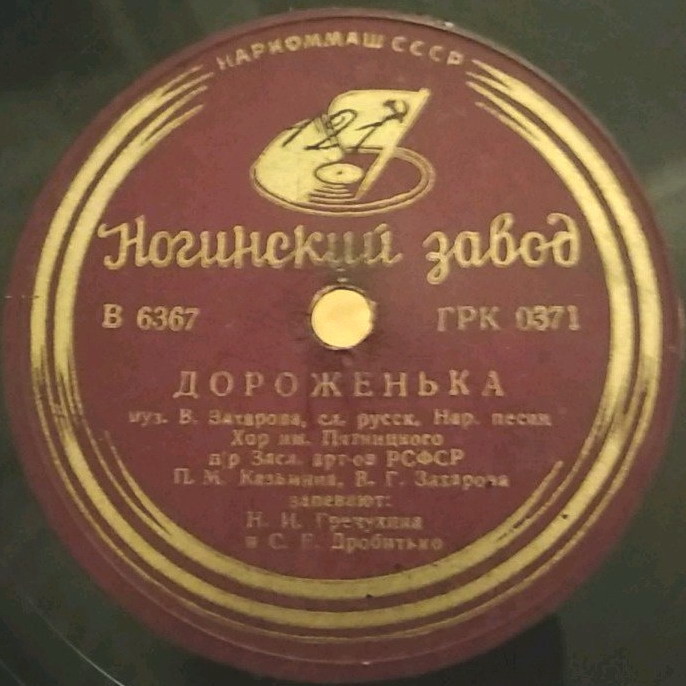 НАРКОММАШ СССР
121
Ногинский завод
В 6367 ГРК 0371
ДОРОЖЕНЬКА
муз. В. Захарова, сл. русск. Нар. песни
Хор им. Пятницкого
п/р Засл. арт-ов РСФСР
П. М. Казьмина, В. Г. Захарова
запевают:
Н. И. Гречухина
и С. Е. Дробитько